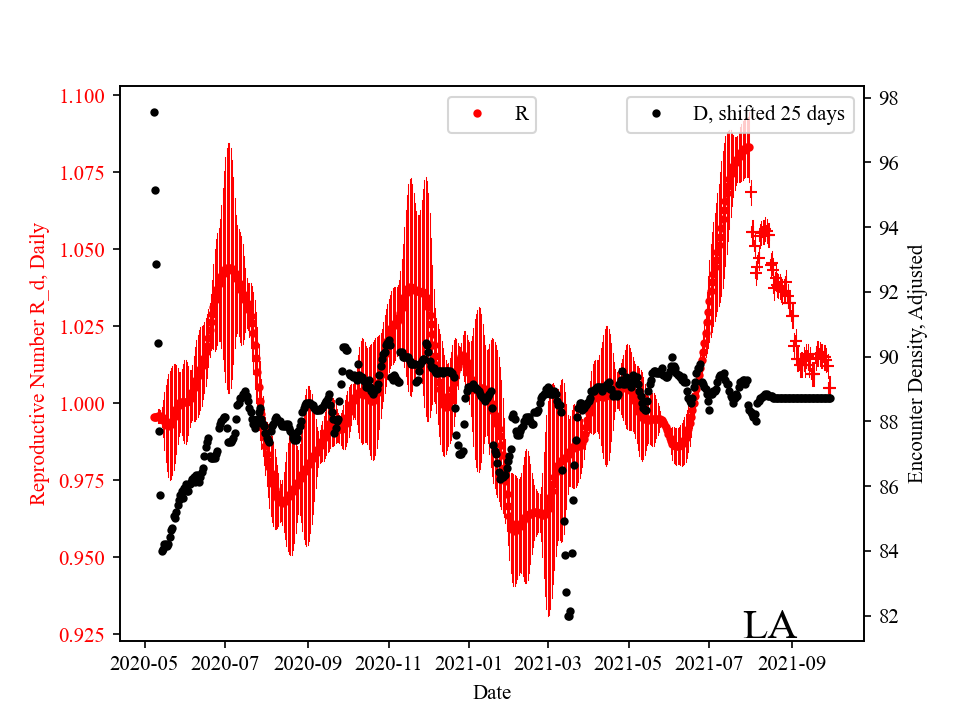 R
D, shifted 25 days
Reproductive Number R_d, Daily
1.100
1.075
1.050
1.025
1.000
0.975
0.950
0.925
98
96
94
92
90
88
86
84
82
Encounter Density, Adjusted
LA
2020-05 2020-07 2020-09 2020-11 2021-01 2021-03 2021-05 2021-07 2021-09
Date